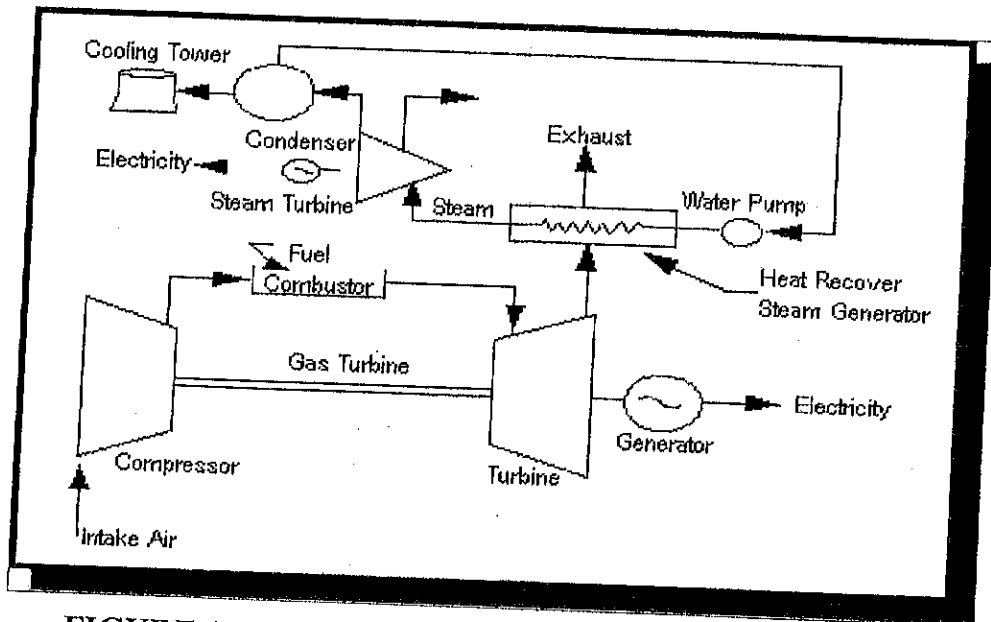 Cooling Tower
Condenser
Exhaust
Electricity
Steam Turbine
Steam
Water Pump
Fuel
Combustor
Heat Recover
Steam Generator
Gas Turbine
Electricity
Generator
Compressor
Turbine
Intake Air